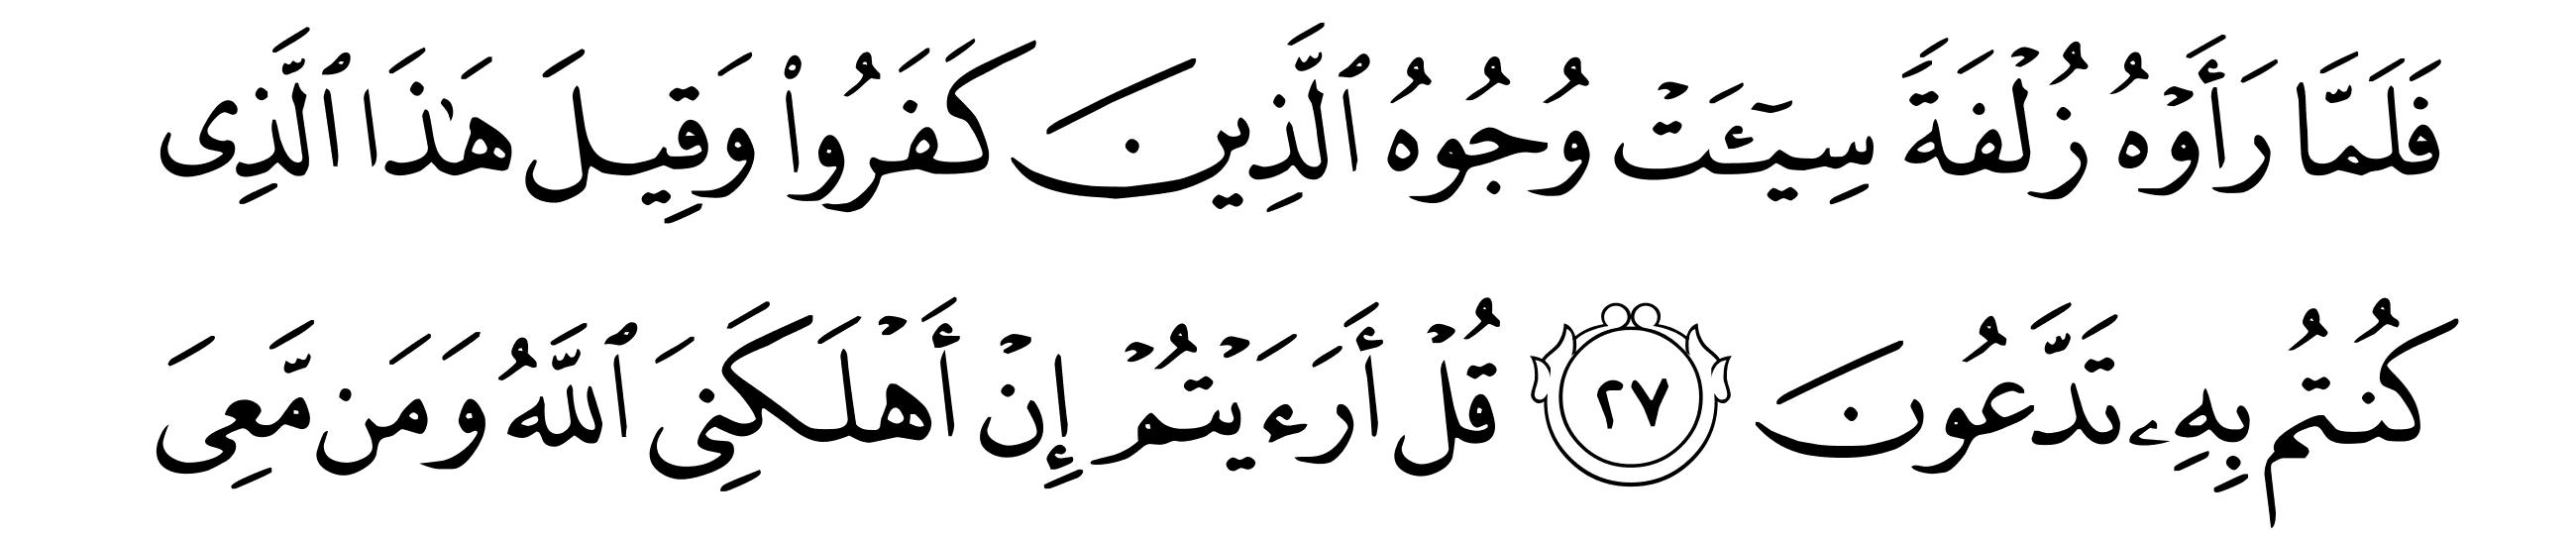 فَلَمَّا رَأَوۡهُ زُلۡفَةً سِيٓـَٔتۡ وُجُوهُ ٱلَّذِينَ كَفَرُواْ وَقِيلَ هَٰذَا ٱلَّذِى
كُنتُم بِهِۦ تَدَّعُونَ ٢٧ قُلۡ أَرَءَيۡتُمۡ إِنۡ أَهۡلَكَنِىَ ٱللَّهُ وَمَن مَّعِىَ